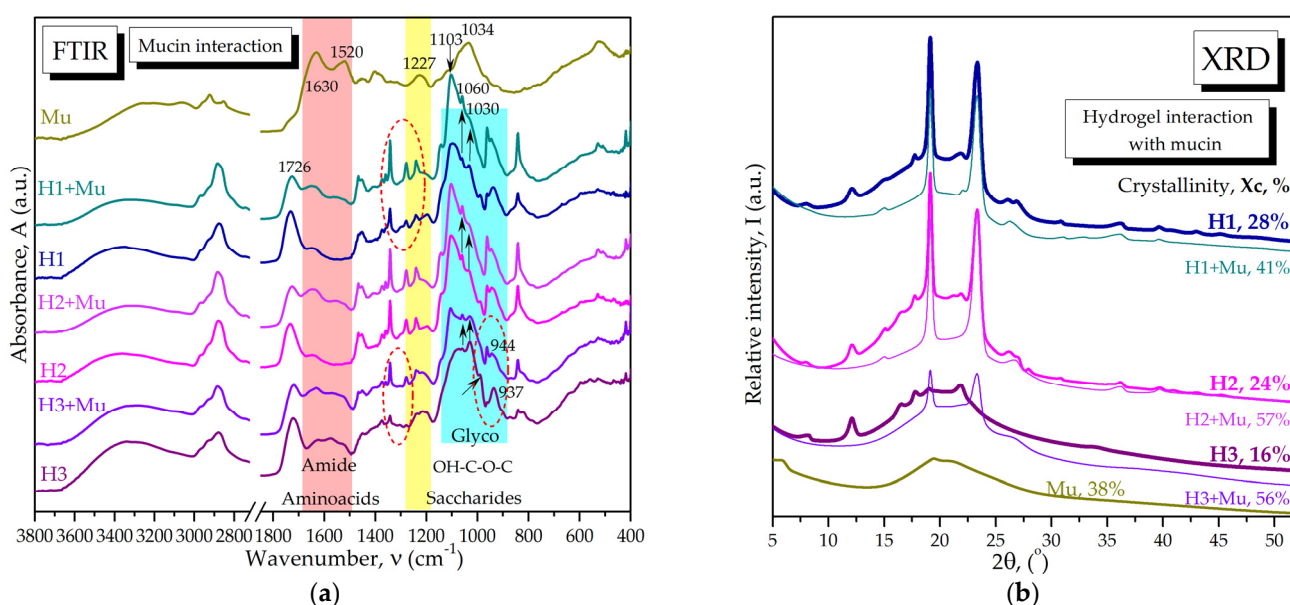 FTIR
Mucin interaction
1630
1520
1227
1103
1034
1060
1030
Mu
H1+Mu
1726
H1
H2+Mu
H2
H3+Mu
H3
944
937
Glyco
Amide
OH-C-O-C
Aminoacids
Saccharides
Absorbance, A (a.u.)
3800 3600 3400 3200 3000 2800 1800 1600 1400 1200 1000 800 600 400
Wavenumber, ν (cm-1)
(a)
XRD
Hydrogel interaction
with mucin
Crystallinity, Xc, %
H1, 28%
H1+Mu, 41%
H2, 24%
H2+Mu, 57%
H3, 16%
Mu, 38%
H3+Mu, 56%
Relative intensity, I (a.u.)
5 10 15 20 25 30 35 40 45 50
2θ, (°)
(b)